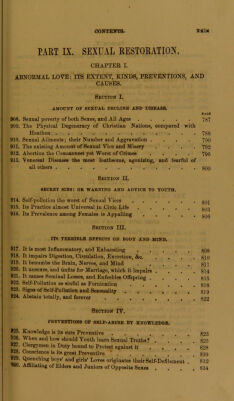 CONTENTS. xxix
PART IX. SEXUAL RESTORATION.
CHAPTER I.
ABNORMAL LOVE: ITS EXTENT, KINDS, PREVENTIONS, AND
CAUSES.
SECTION I.
AMOUNT OF SEXUAL DECLINE AND DISEASE.
PAGE
908. Sexual poverty of both Sexes, and All Ages 787
909. The Physical Degeneracy of Christian Nations, compared with
Heathen 788
910. Sexual Ailments; their Number and Aggravation 790
911. The existing Amount of Sexual Vice and Misery 792
912. Abortion the Commonest yet Worst of Crimes 796
913. Venereal Diseases the most loathsome, agonizing, and fearful of
all others 800
SECTION II.
SECRET SINS: OR WARNING AND ADVICE TO YOUTH.
914. Self-pollution the worst of Sexual Vices 801
915. Its Practice almost Universal in Civic Life 803
916. Its Prevalence among Females is Appalling 806
SECTION III.
ITS TERRIBLE EFFECTS ON BODY AND MIND.
917. It is most Inflammatory, and Exhausting 808
918. It impairs Digestion, Circulation, Excretion, &c. 810
919. It benumbs the Brain, Nerves, and Mind 811
920. It unsexes, and unfits for Marriage, which it impairs 814
921. It causes Seminal Losses, and Enfeebles Offspring 815
922. Self-Pollution as sinful as Fornication 818
923. Signs of Self-Pollution and Sensuality 819
924. Abstain totally, and forever 822
SECTION IV.
PREVENTIONS OF SELF-ABUSE BY KNOWLEDGE.
925. Knowledge is its sure Preventive 823
926. When and how should Youth learn Sexual Truths? 825
927. Clergymen in Duty bound to Protest against it 828
928. Conscience is its great Preventive 829
929. Quenching boys' and girls' Loves originates their Self-Defilement 832
930. Affiliating of Elders and Juniors of Opposite Sexes 834